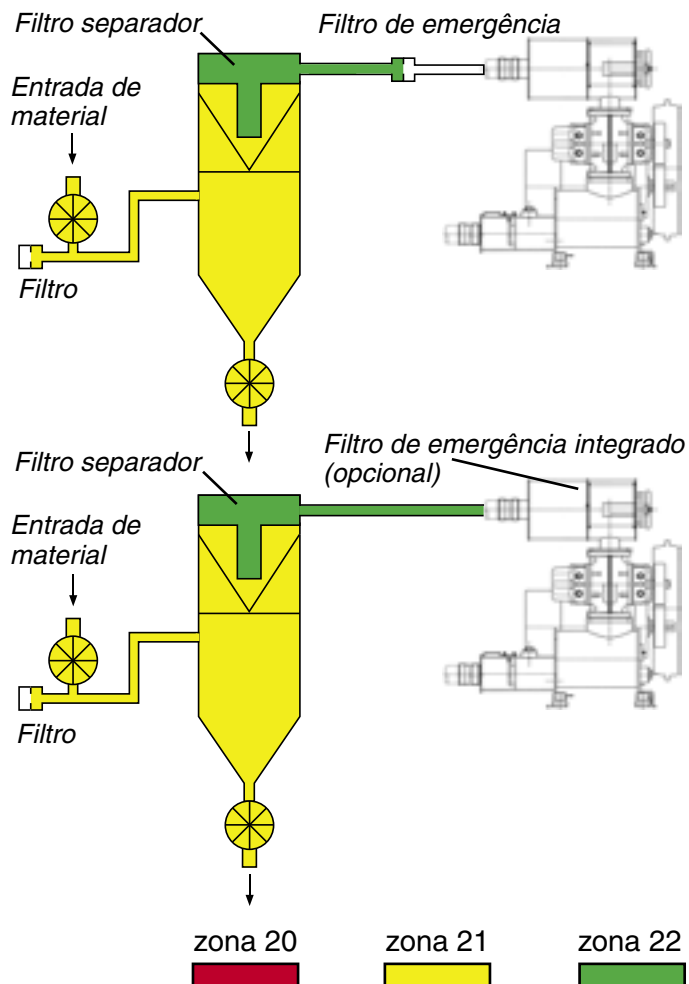 Filtro separador
Filtro de emergência
Entrada de
material
Filtro
Filtro de emergência integrado
(opcional)
Filtro separador
Entrada de
material
Filtro
zona 20
zona 21
zona 22